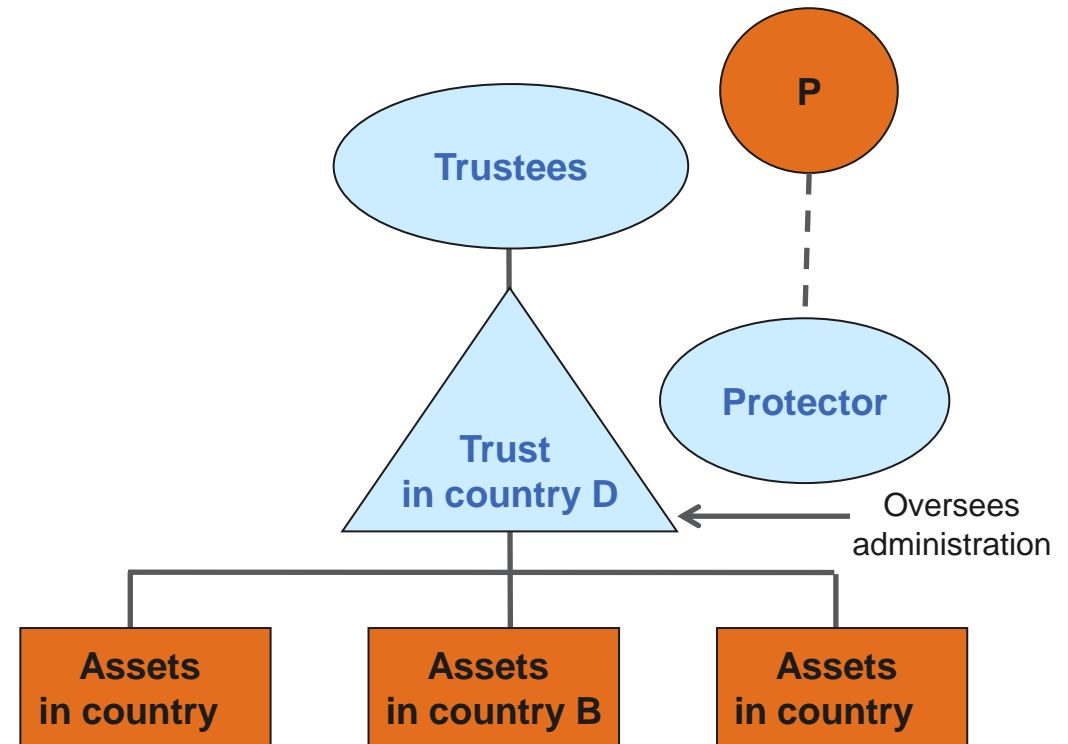 P
Trustees
Protector
Trust
in country D
Oversees
administration
Assets
in country
Assets
in country B
Assets
in country